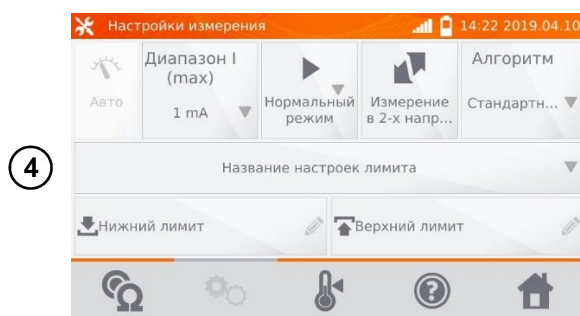 Настройки измерения
14:22 2019.04.10
Авто
Диапазон I
(max)
1 mA
Нормальный
режим
Измерение
в 2-х напр...
Алгоритм
Стандартн...
4
Название настроек лимита
Нижний лимит
Верхний лимит